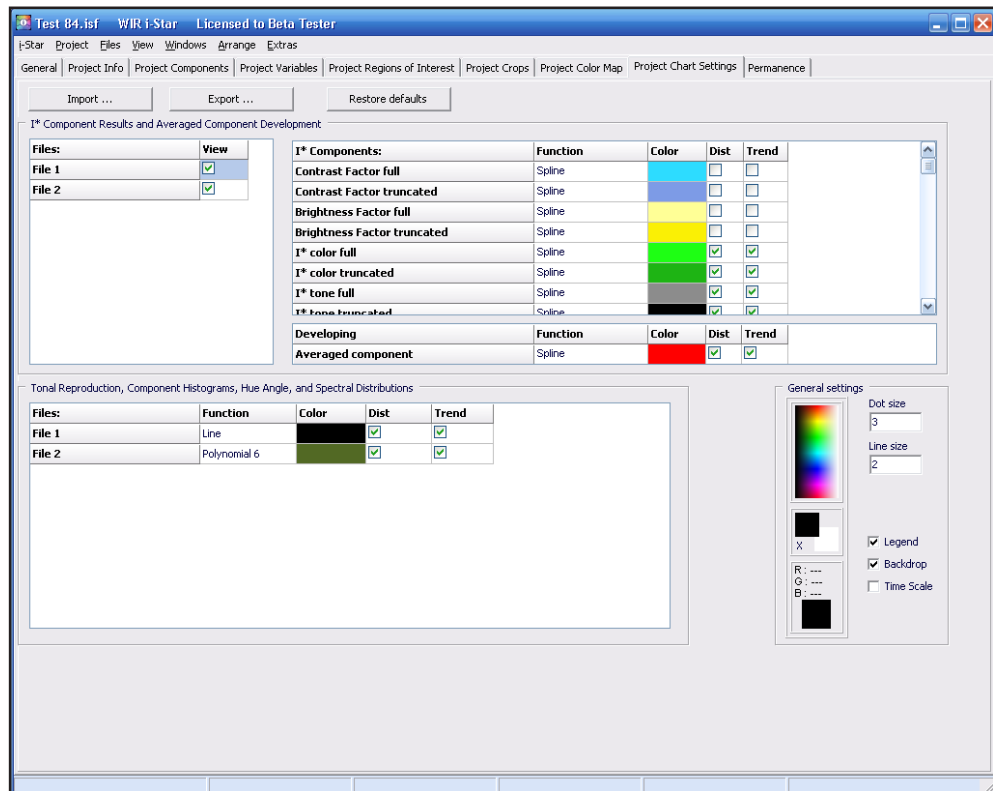 Test 84.isf WIR i-Star Licensed to Beta Tester
i-Star Project Files View Windows Arrange Extras
General Project Info Project Components Project Variables Project Regions of Interest Project Crops Project Color Map Project Chart Settings Permanence
Import ... Export ... Restore defaults
I* Component Results and Averaged Component Development
Files: View
File 1
File 2
I* Components: Function Color Dist Trend
Contrast Factor full Spline
Contrast Factor truncated Spline
Brightness Factor full Spline
Brightness Factor truncated Spline
I* color full Spline
I* color truncated Spline
I* tone full Spline
I* tone truncated Spline
Developing Function Color Dist Trend
Averaged component Spline
Tonal Reproduction, Component Histograms, Hue Angle, and Spectral Distributions
Files: Function Color Dist Trend
File 1 Line
File 2 Polynomial 6
General settings
Dot size
3
Line size
2
X
Legend
Backdrop
Time Scale
R : ---
G : ---
B : ---